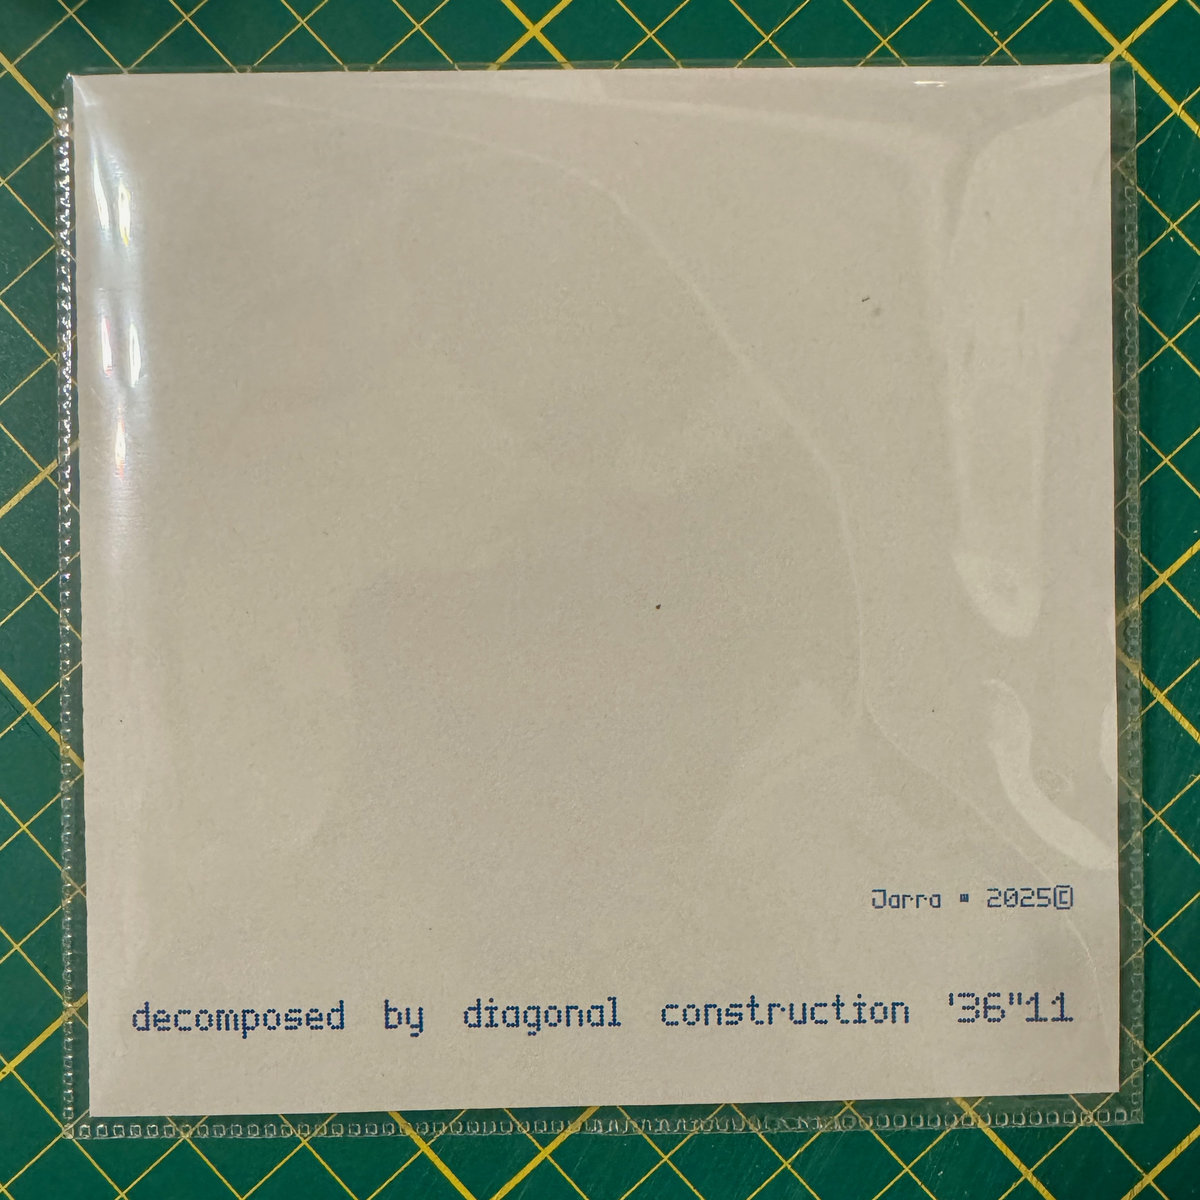 Jarra ▪ 2025©
decomposed by diagonal construction '36"11